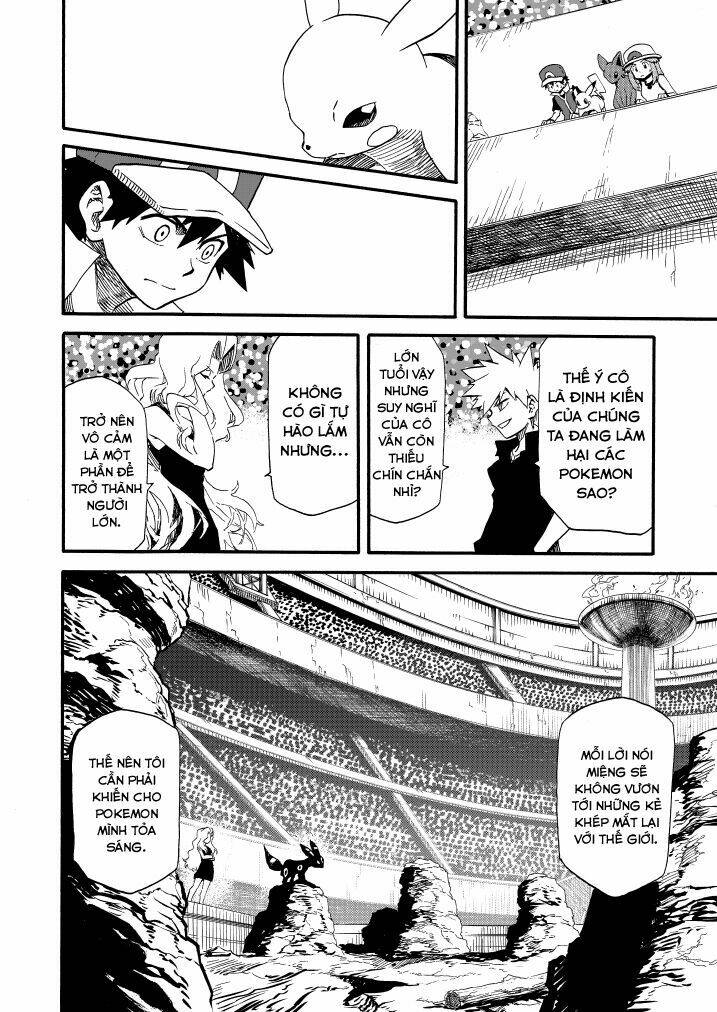 THẾ Ý CÔ
LÀ ĐỊNH KIẾN
CỦA CHÚNG
TA ĐANG LÀM
HẠI CÁC
POKEMON
SAO?
LỚN
TUỔI VẬY
NHƯNG
SUY NGHĨ
CỦA CÔ
VẪN CÒN
THIẾU
CHÍN CHẮN
NHỈ?
KHÔNG
CÓ GÌ TỰ
HÀO LẮM
NHƯNG...
TRỞ NÊN
VÔ CẢM
LÀ MỘT
PHẦN ĐỂ
TRỞ THÀNH
NGƯỜI
LỚN.
MỖI LỜI NÓI
MIỆNG SẼ
KHÔNG VƯƠN
TỚI NHỮNG KẺ
KHÉP MẮT LẠI
VỚI THẾ GIỚI.
THẾ NÊN TÔI
CẦN PHẢI
KHIẾN CHO
POKEMON
MÌNH TỎA
SÁNG.